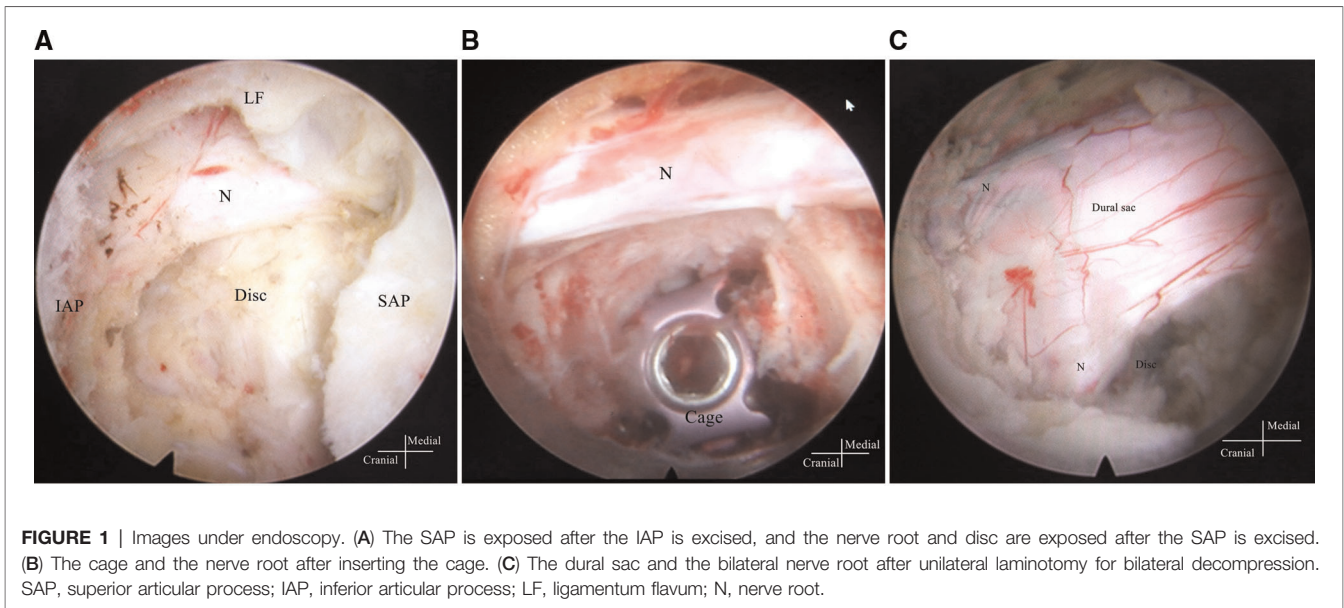 A
B
C
LF
N
IAP
Disc
SAP
Medial
Cranial
N
Cage
Medial
Cranial
N
Dural sac
N
Disc
Medial
Cranial
FIGURE 1 | Images under endoscopy. (A) The SAP is exposed after the IAP is excised, and the nerve root and disc are exposed after the SAP is excised.
(B) The cage and the nerve root after inserting the cage. (C) The dural sac and the bilateral nerve root after unilateral laminotomy for bilateral decompression.
SAP, superior articular process; IAP, inferior articular process; LF, ligamentum flavum; N, nerve root.